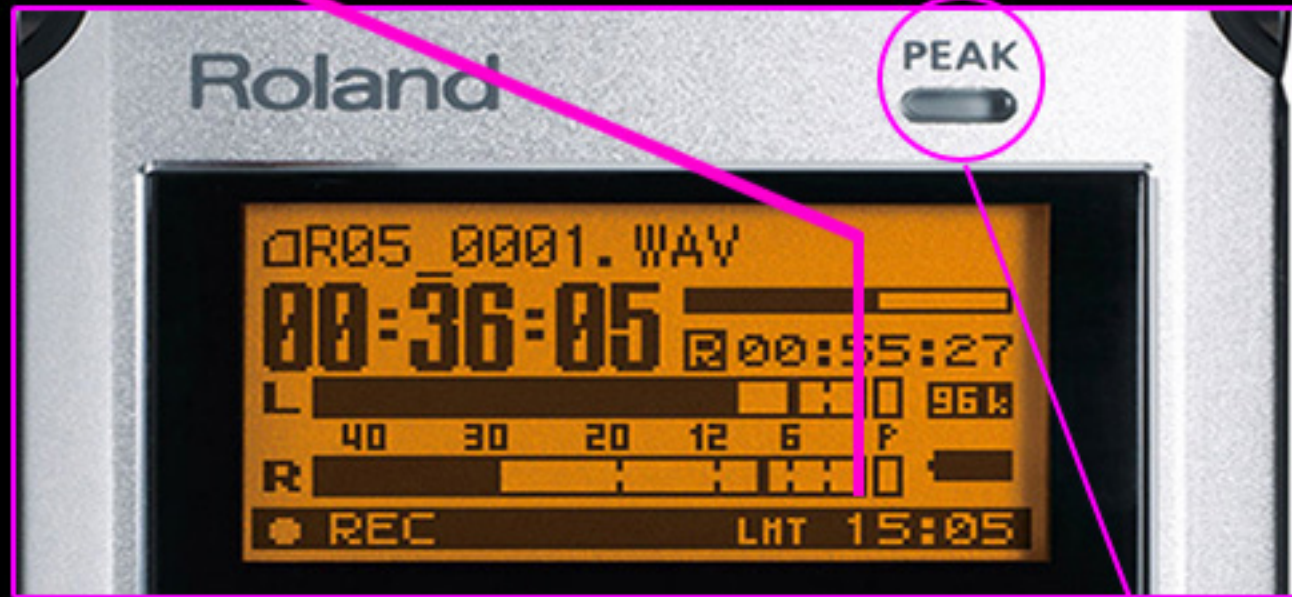 PEAK
Roland
R05_0001.WAV
00:36:05
R 00:55:27
L 96k
40 30 20 12 6 P
R
REC LMT 15:05